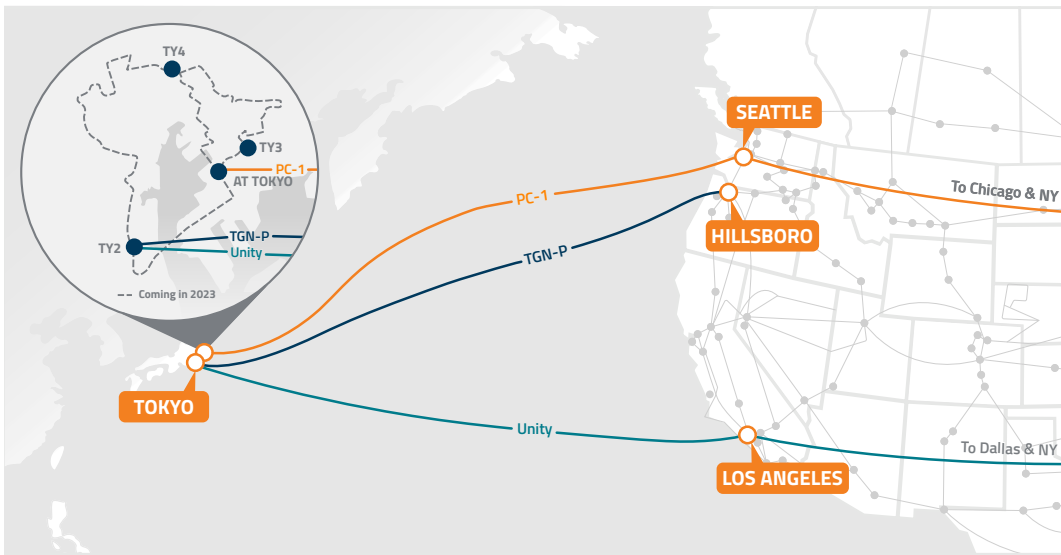 TY4
TY3
PC-1
AT TOKYO
TY2
TGN-P
Unity
Coming in 2023
SEATTLE
PC-1
To Chicago & NY
HILLSBORO
TGN-P
TOKYO
Unity
To Dallas & NY
LOS ANGELES